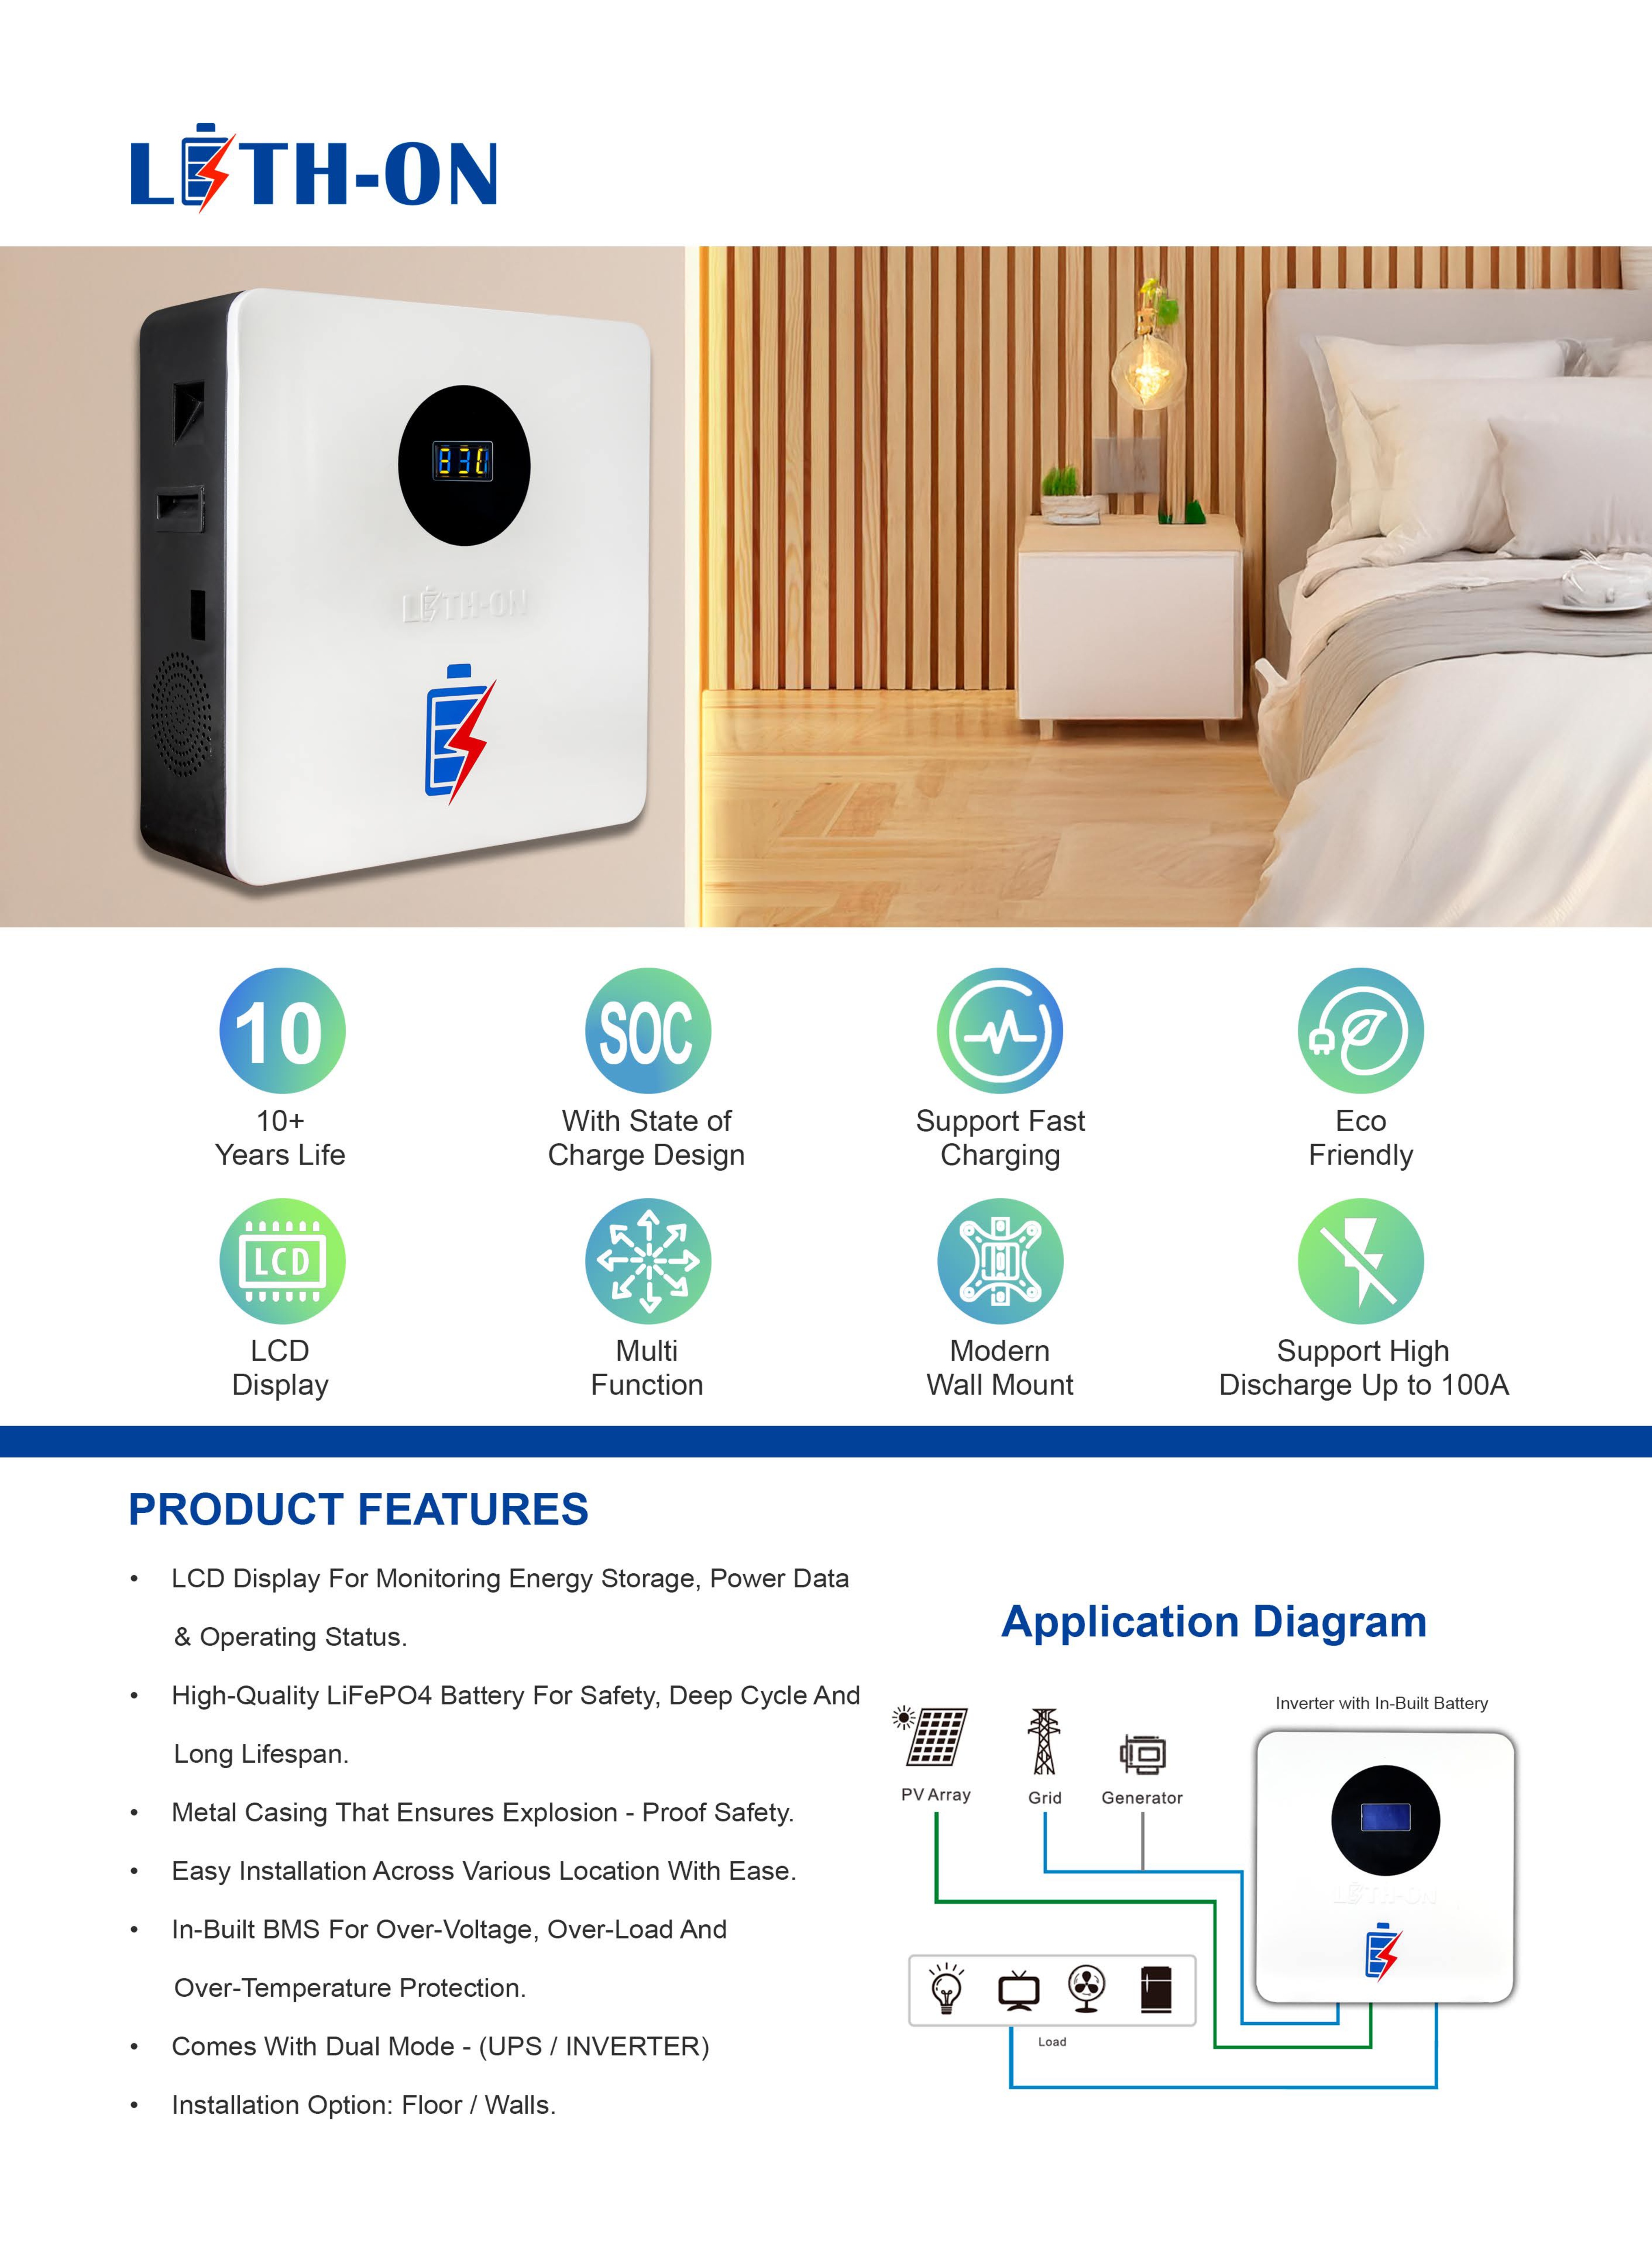 LITH-ON
LITH-ON
10
10+
Years Life
SOC
With State of
Charge Design
Support Fast
Charging
Eco
Friendly
LCD
LCD
Display
Multi
Function
Modern
Wall Mount
Support High
Discharge Up to 100A
PRODUCT FEATURES
• LCD Display For Monitoring Energy Storage, Power Data
& Operating Status.
• High-Quality LiFePO4 Battery For Safety, Deep Cycle And
Long Lifespan.
• Metal Casing That Ensures Explosion - Proof Safety.
• Easy Installation Across Various Location With Ease.
• In-Built BMS For Over-Voltage, Over-Load And
Over-Temperature Protection.
• Comes With Dual Mode - (UPS / INVERTER)
• Installation Option: Floor / Walls.
Application Diagram
Inverter with In-Built Battery
PV Array
Grid
Generator
LITH-ON
Load